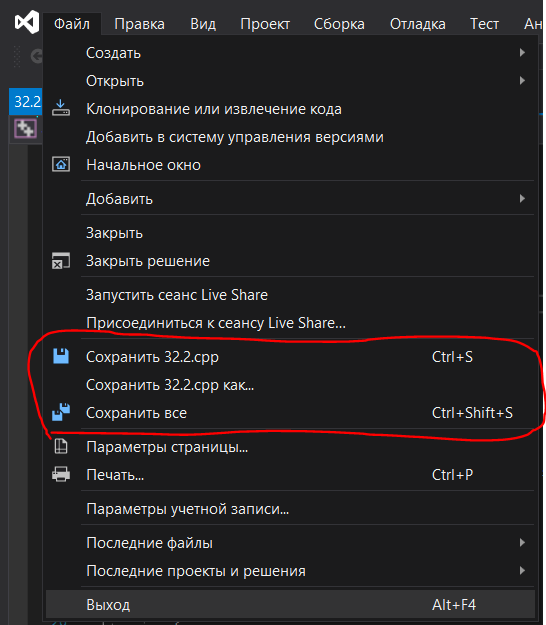 Файл Правка Вид Проект Сборка Отладка Тест
32.2
Создать
Открыть
Клонирование или извлечение кода
Добавить в систему управления версиями
Начальное окно
Добавить
Закрыть
Закрыть решение
Запустить сеанс Live Share
Присоединиться к сеансу Live Share...
Сохранить 32.2.cpp Ctrl+S
Сохранить 32.2.cpp как...
Сохранить все Ctrl+Shift+S
Параметры страницы...
Печать... Ctrl+P
Параметры учетной записи...
Последние файлы
Последние проекты и решения
Выход Alt+F4